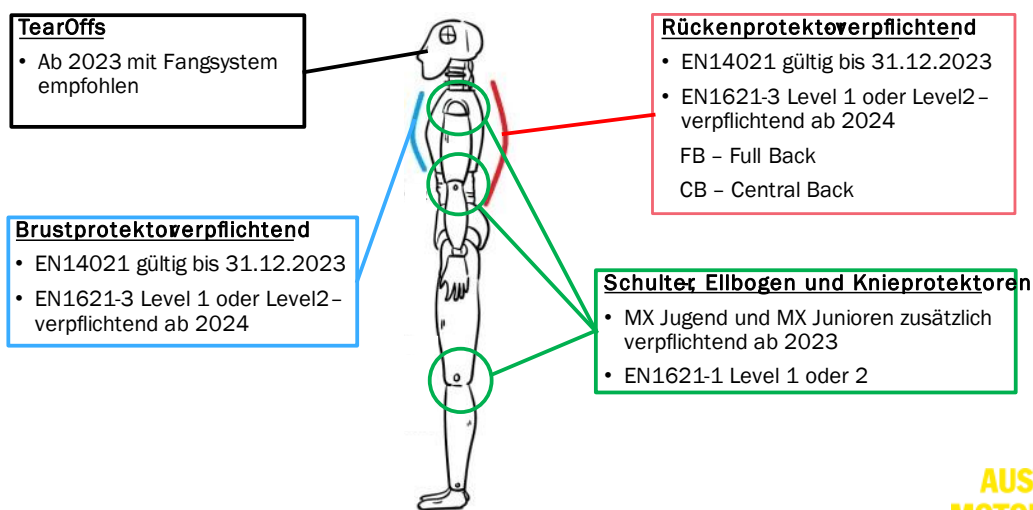 TearOffs
• Ab 2023 mit Fangsystem
empfohlen
Rückenprotektor verpflichtend
• EN14021 gültig bis 31.12.2023
• EN1621-3 Level 1 oder Level2 –
verpflichtend ab 2024
FB – Full Back
CB – Central Back
Brustprotektor verpflichtend
• EN14021 gültig bis 31.12.2023
• EN1621-3 Level 1 oder Level2 –
verpflichtend ab 2024
Schulter-, Ellbogen und Knieprotektoren
• MX Jugend und MX Junioren zusätzlich
verpflichtend ab 2023
• EN1621-1 Level 1 oder 2
AUS